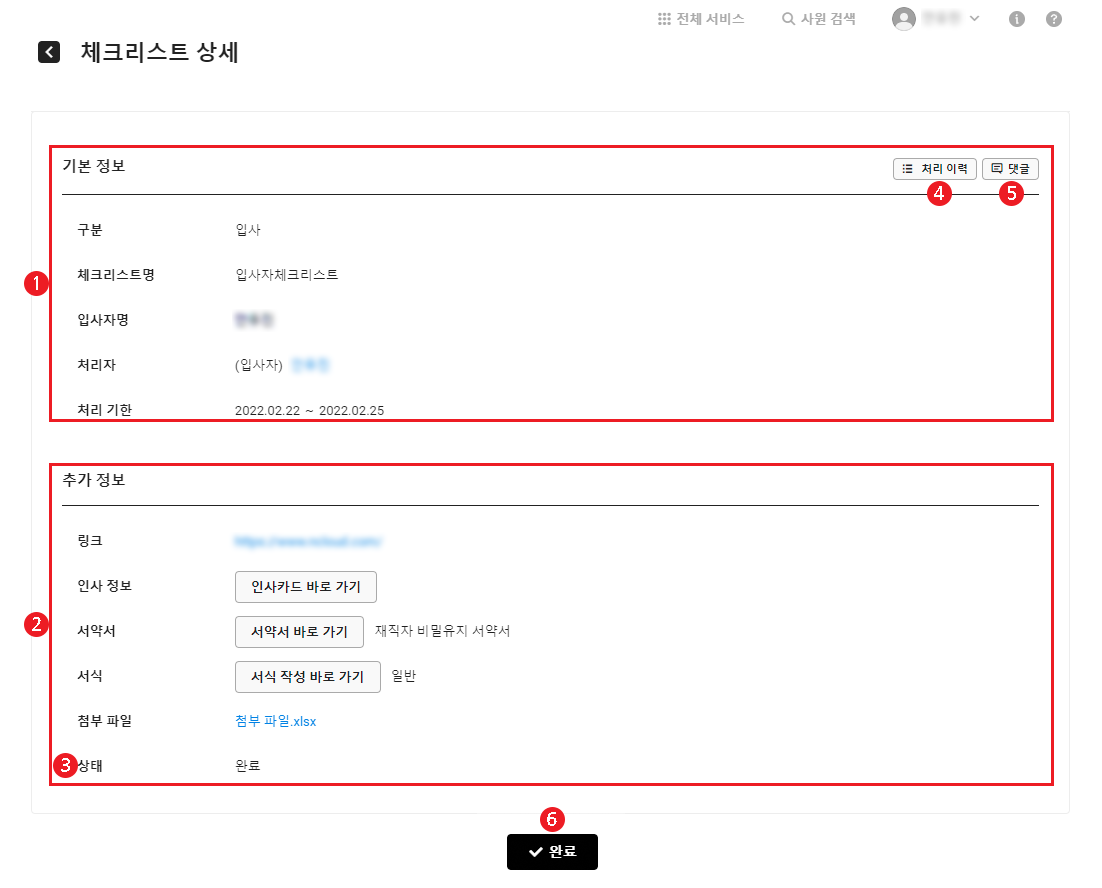 전체 서비스 사원 검색
체크리스트 상세
기본 정보 처리 이력 댓글
4 5
구분 입사
1 체크리스트명 입사자체크리스트
입사자명
처리자 (입사자)
처리 기한 2022.02.22 ~ 2022.02.25
추가 정보
링크
인사 정보 인사카드 바로 가기
2 서약서 서약서 바로 가기 재직자 비밀유지 서약서
서식 서식 작성 바로 가기 일반
첨부 파일 첨부 파일.xlsx
3 상태 완료
6
완료